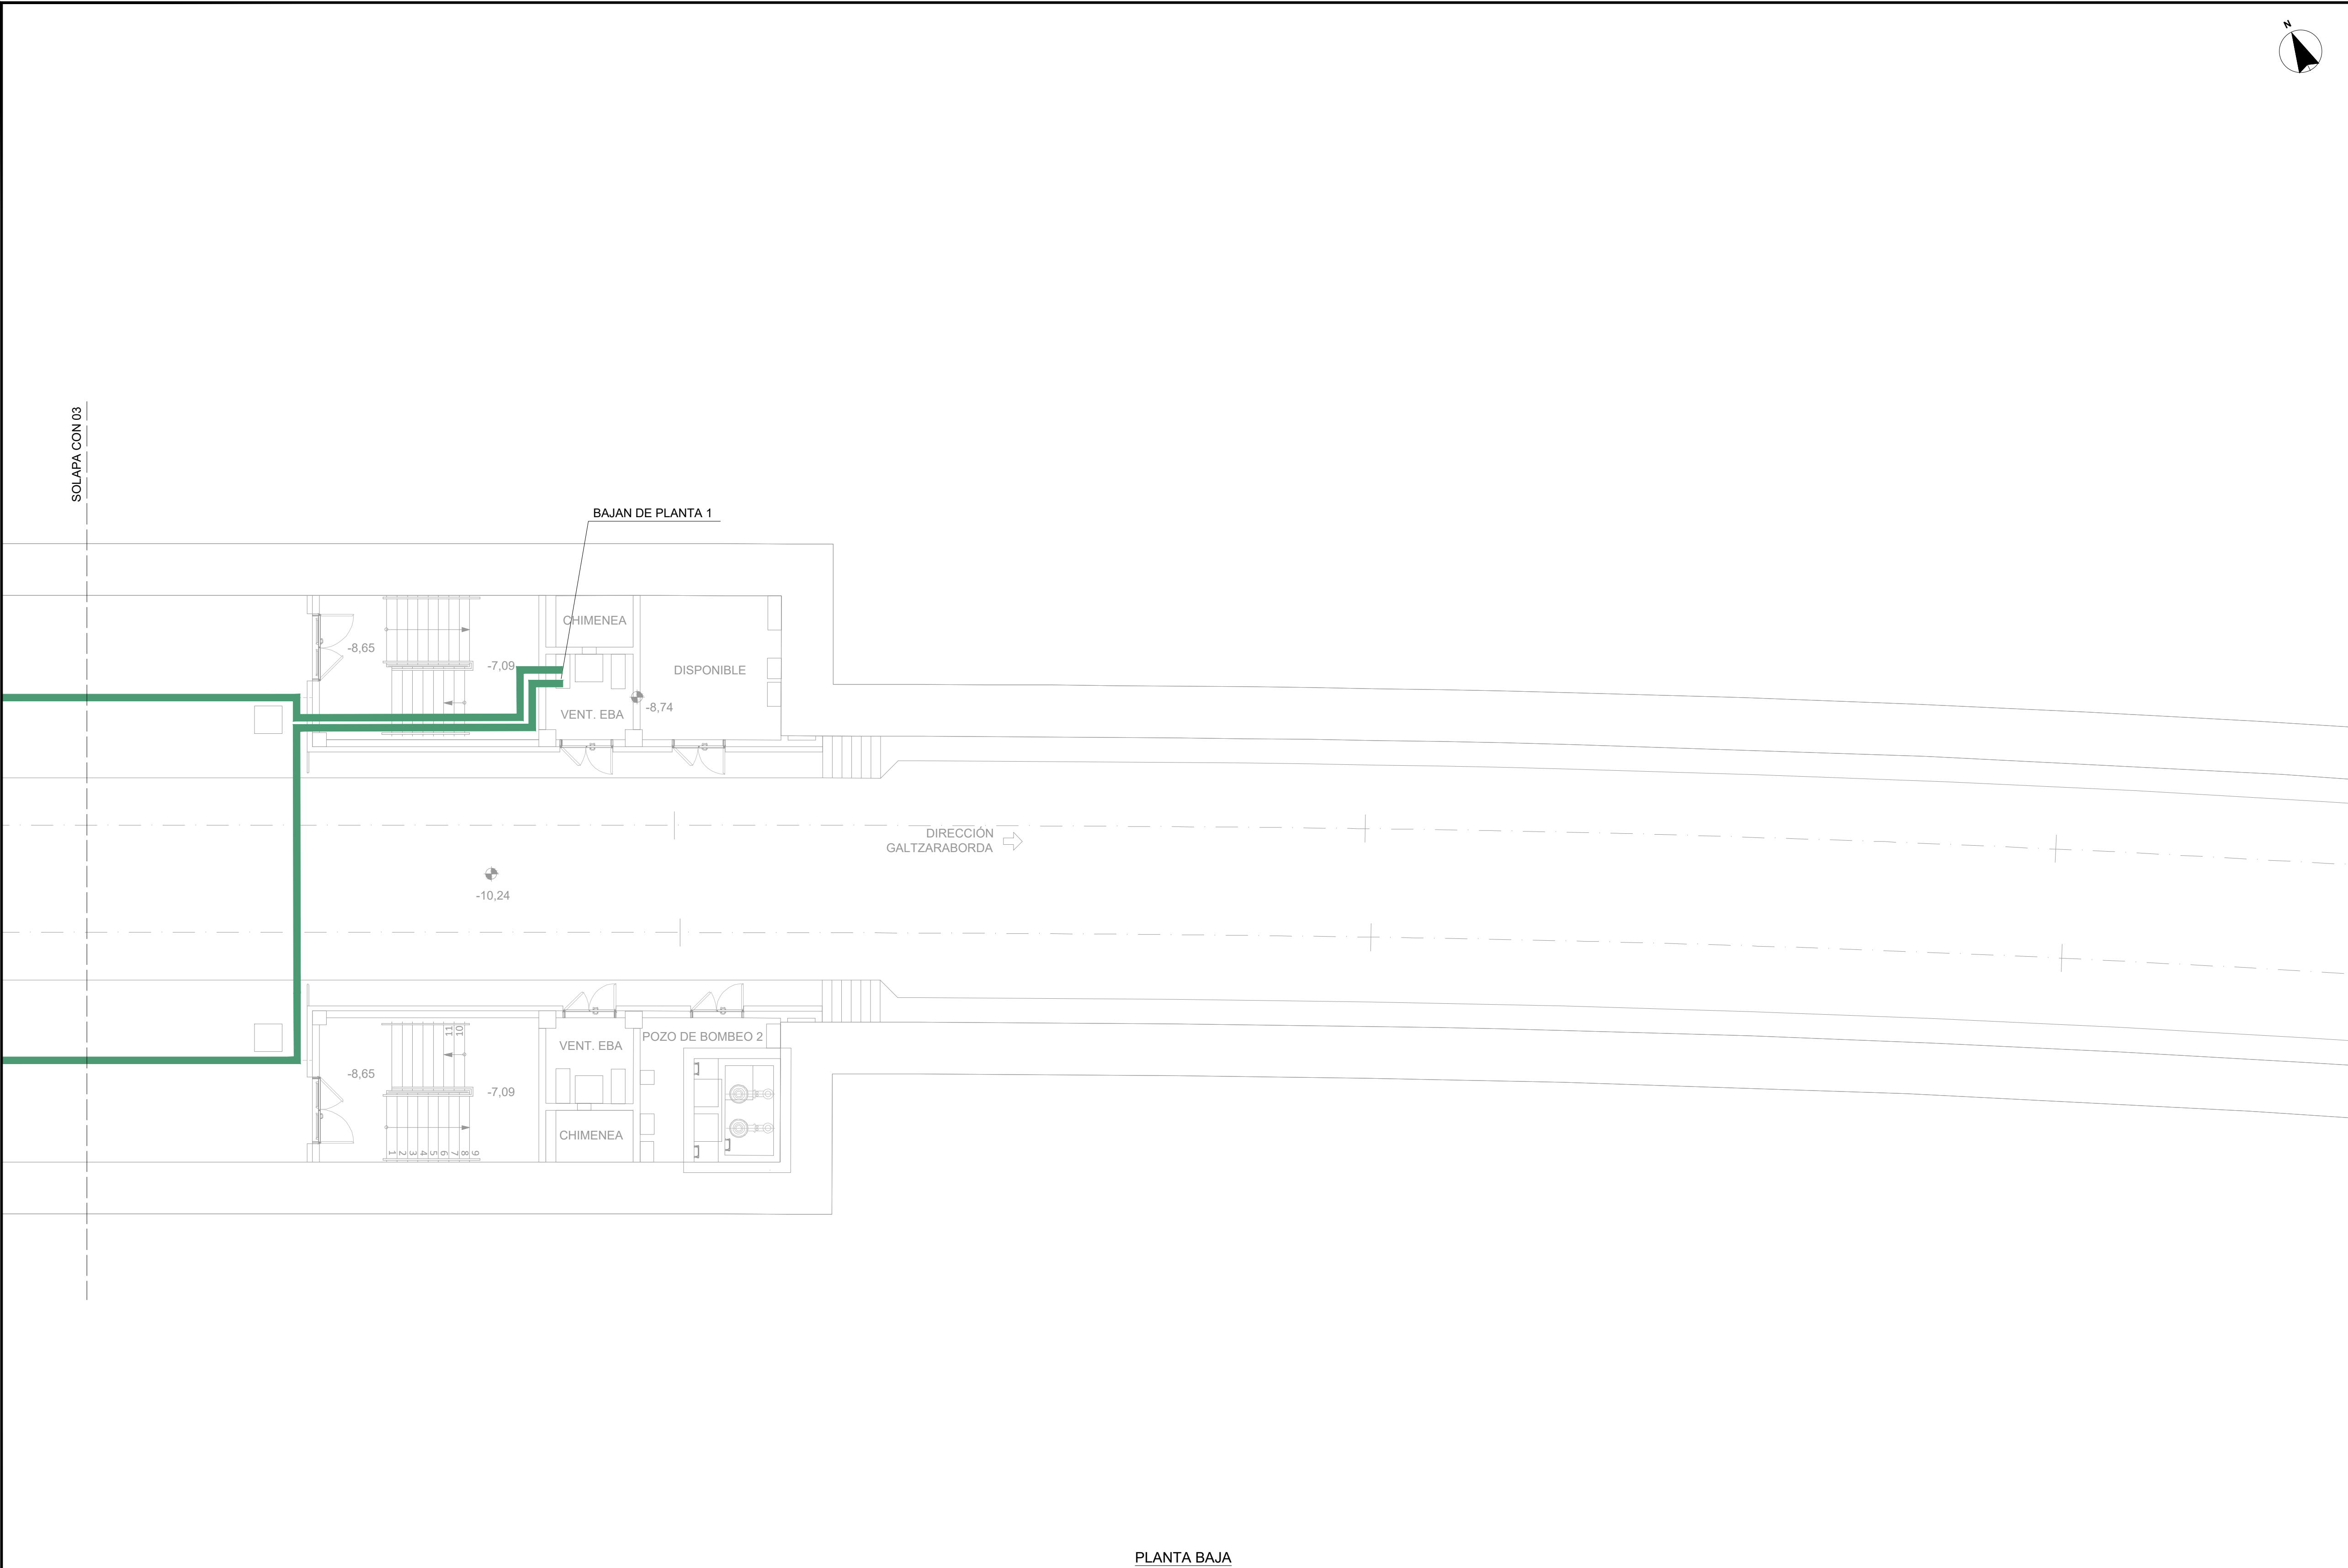 N
SOLAPA CON 03
BAJAN DE PLANTA 1
CHIMENEA
-8,65
-7,09
DISPONIBLE
VENT. EBA
-8,74
DIRECCIÓN
GALTZARABORDA
-10,24
11
10
VENT. EBA
POZO DE BOMBEO 2
-8,65
-7,09
CHIMENEA
1
2
3
4
5
6
7
8
9
PLANTA BAJA